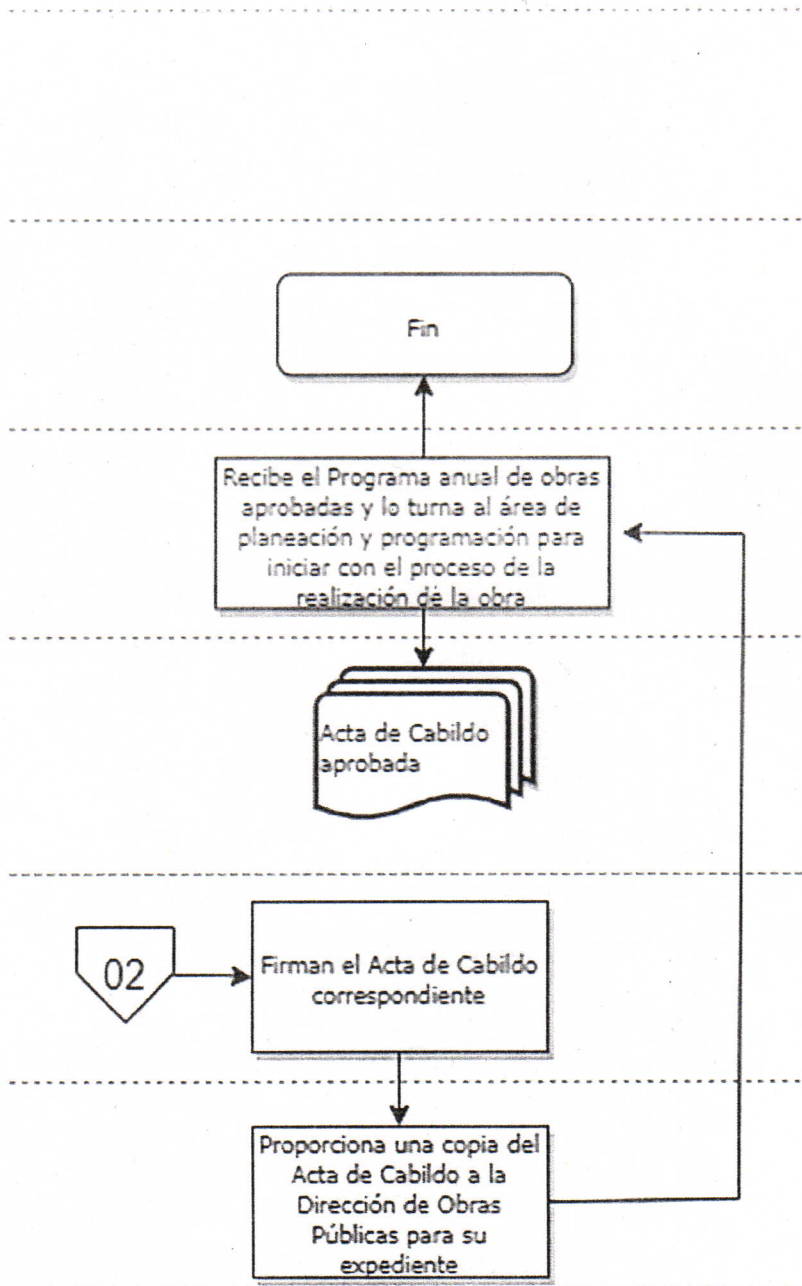 Fin
Recibe el Programa anual de obras
aprobadas y lo turna al área de
planeación y programación para
iniciar con el proceso de la
realización de la obra
Acta de Cabildo
aprobada
02
Firman el Acta de Cabildo
correspondiente
Proporciona una copia del
Acta de Cabildo a la
Dirección de Obras
Públicas para su
expediente